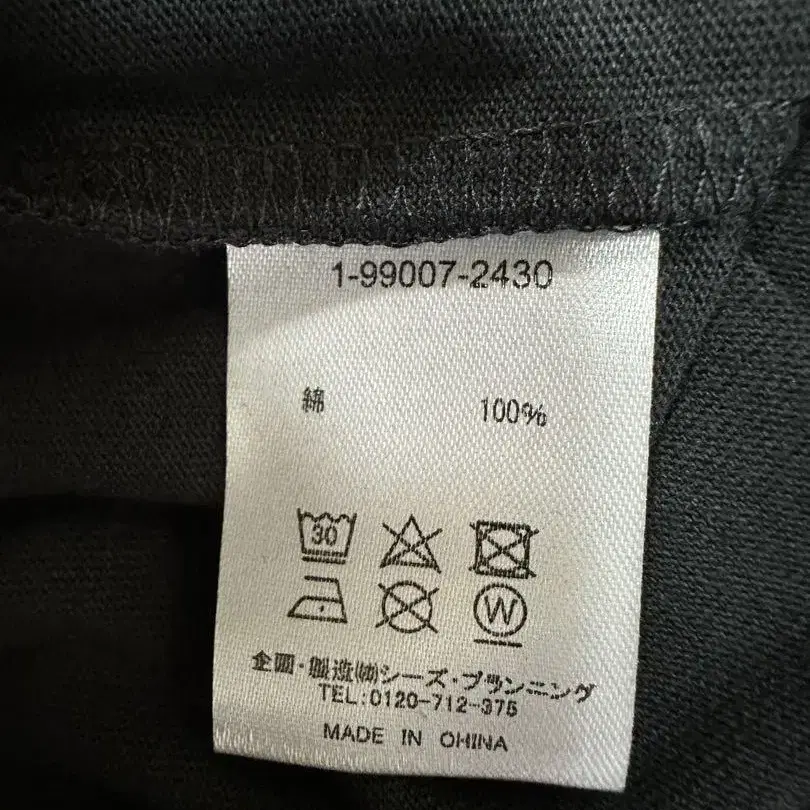 1-99007-2430
綿 100%
30
W
企画・製造㈱シーズ・プランニング
TEL:0120-712-375
MADE IN CHINA